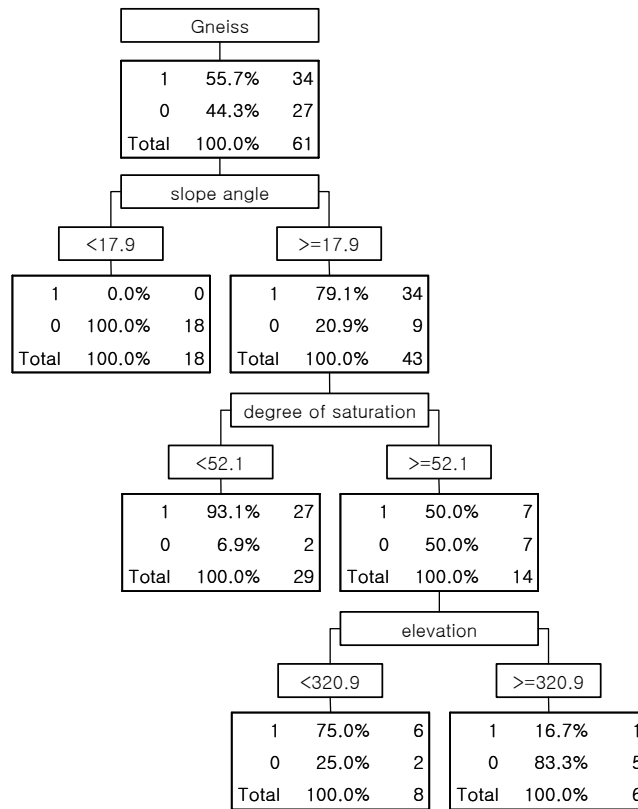 Gneiss
1 55.7% 34
0 44.3% 27
Total 100.0% 61
slope angle
<17.9
>=17.9
1 0.0% 0
0 100.0% 18
Total 100.0% 18
1 79.1% 34
0 20.9% 9
Total 100.0% 43
degree of saturation
<52.1
>=52.1
1 93.1% 27
0 6.9% 2
Total 100.0% 29
1 50.0% 7
0 50.0% 7
Total 100.0% 14
elevation
<320.9
>=320.9
1 75.0% 6
0 25.0% 2
Total 100.0% 8
1 16.7% 1
0 83.3% 5
Total 100.0% 6